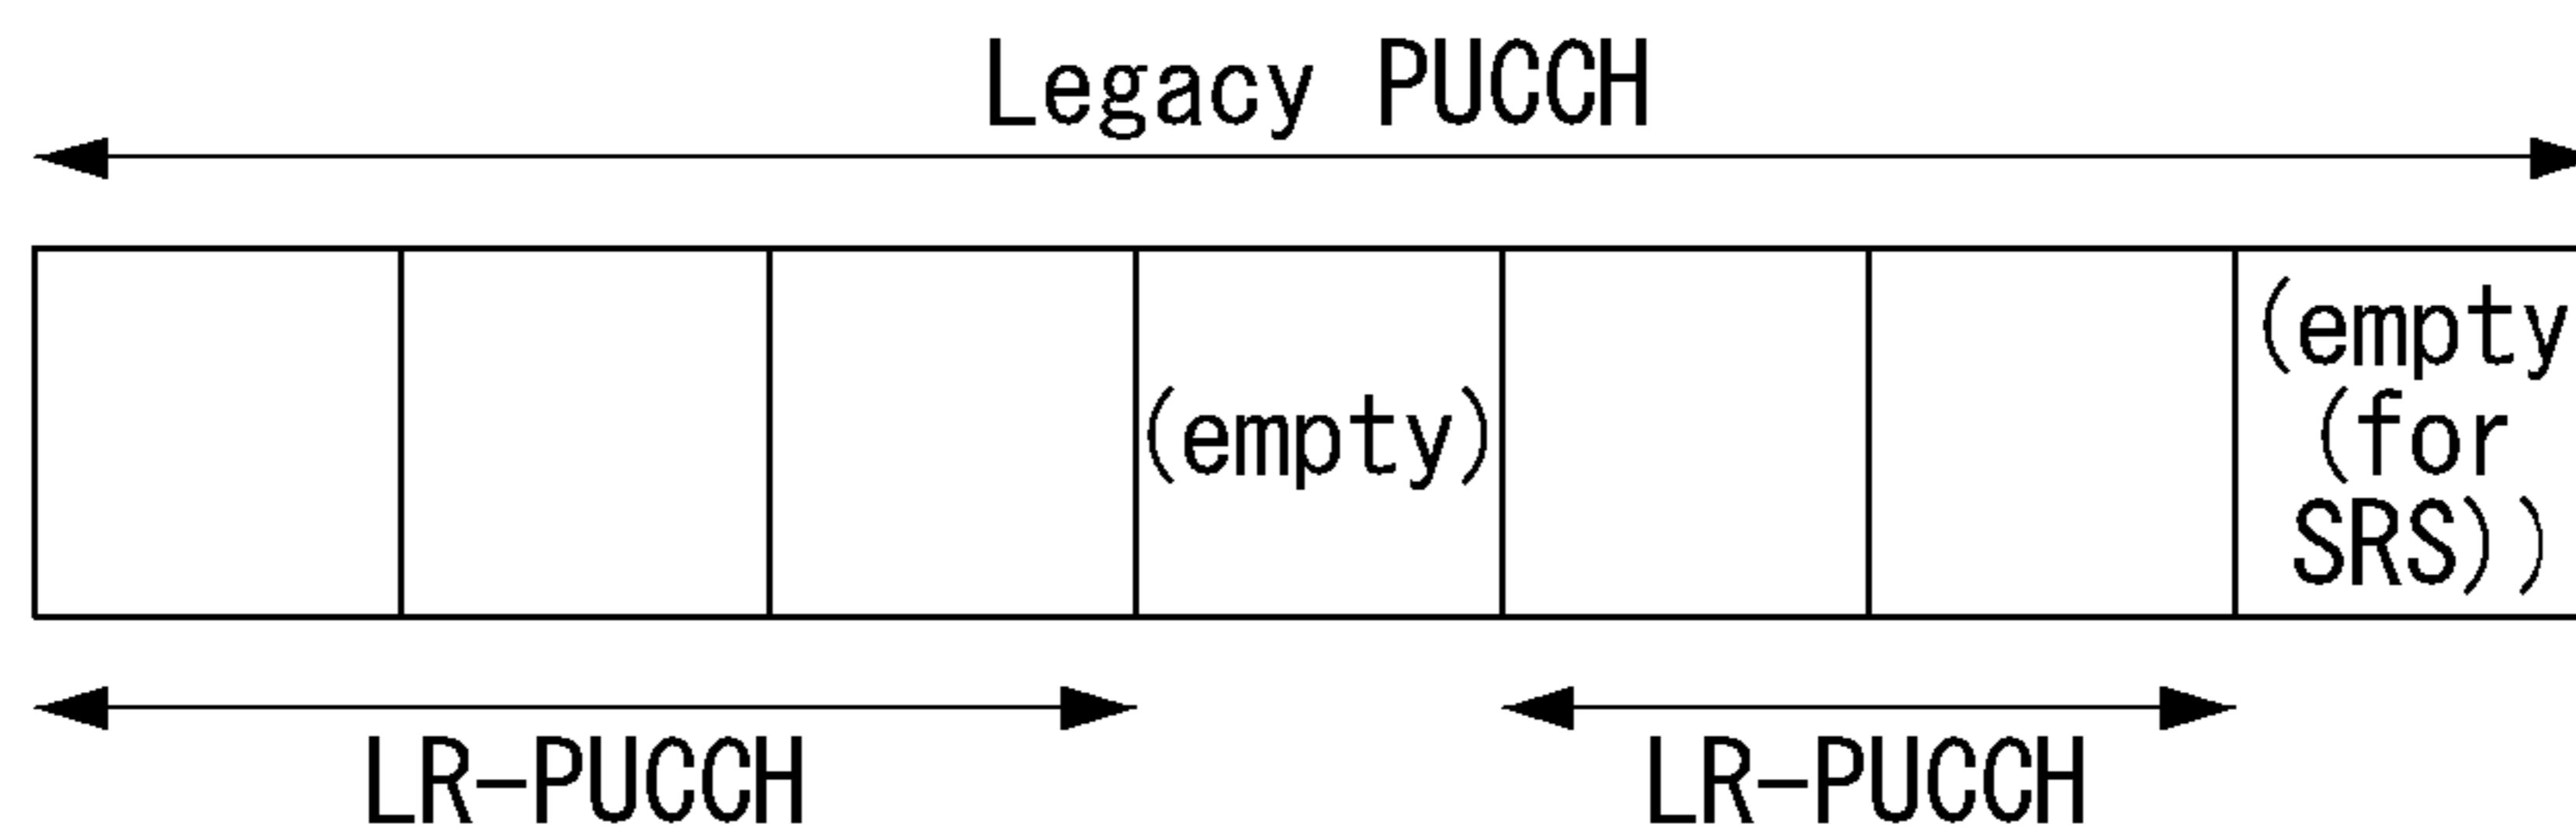 Legacy PUCCH
(empty)
(empty
(for
SRS))
LR-PUCCH
LR-PUCCH